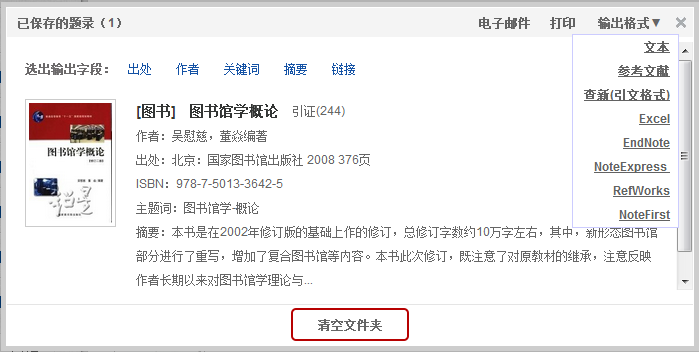 已保存的题录（1） 电子邮件 打印 输出格式▼ ×
文本
参考文献
查新(引文格式)
Excel
EndNote
NoteExpress
RefWorks
NoteFirst
选出输出字段： 出处 作者 关键词 摘要 链接
图书馆学概论
[图书] 图书馆学概论 引证(244)
作者：吴慰慈，董焱编著
出处：北京：国家图书馆出版社 2008 376页
ISBN：978-7-5013-3642-5
主题词：图书馆学-概论
摘要：本书是在2002年修订版的基础上作的修订，总修订字数约10万字左右，其中，新形态图书馆
部分进行了重写，增加了复合图书馆等内容。本书此次修订，既注意了对原教材的继承，注意反映
作者长期以来对图书馆学理论与...
清空文件夹